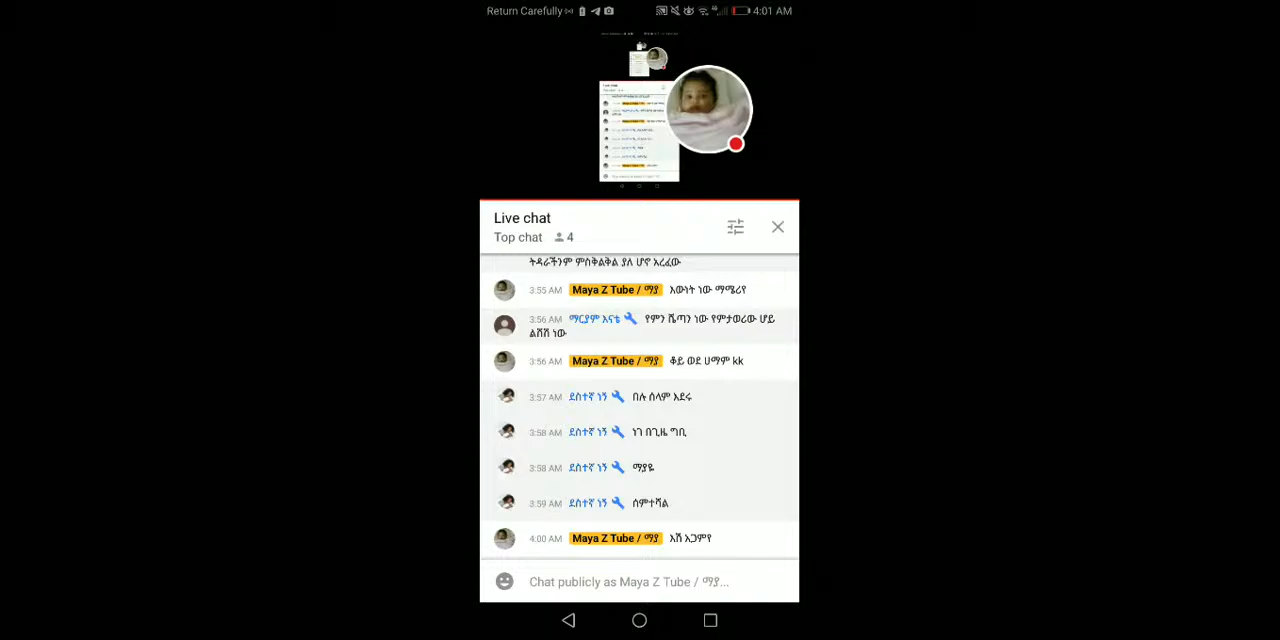 Return Carefully 4:01 AM
Live chat
Top chat 4
ትዳራችንም ምስቅልቅል ያለ ሆኖ አረፈው
3:55 AM Maya Z Tube / ማያ እውነት ነው ማሜሪየ
3:56 AM ማርያም እናቴ የምን ሼጣን ነው የምታወሪው ሆይ
ልሽሽ ነው
3:56 AM Maya Z Tube / ማያ ቆይ ወደ ሀማም kk
3:57 AM ደስተኛ ነኝ በሉ ሰላም እደሩ
3:58 AM ደስተኛ ነኝ ነገ በጊዜ ግቢ
3:58 AM ደስተኛ ነኝ ማያዬ
3:59 AM ደስተኛ ነኝ ሰምተሻል
4:00 AM Maya Z Tube / ማያ እሽ እጋምየ
Chat publicly as Maya Z Tube / ማያ...